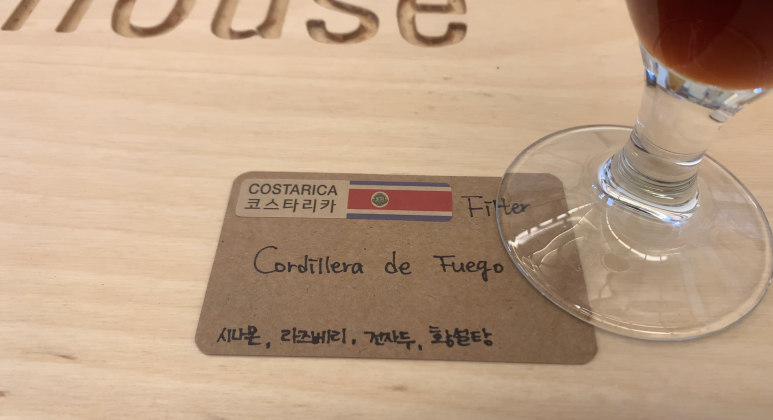 house
COSTARICA
코스타리카
Filter
Cordillera de Fuego
시나몬, 라즈베리, 건자두, 황설탕